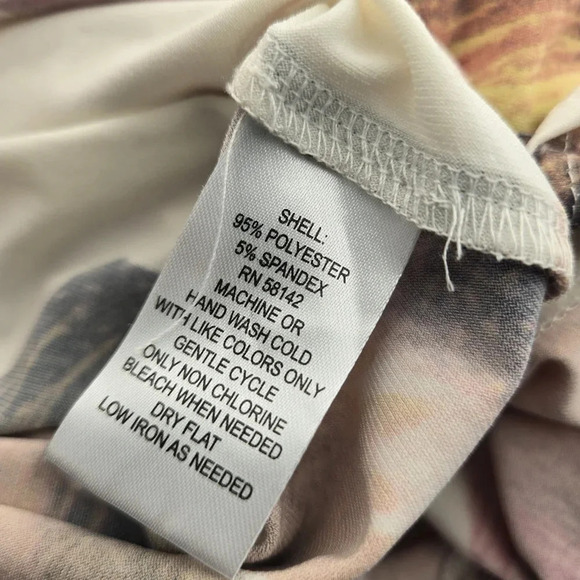 SHELL:
95% POLYESTER
5% SPANDEX
RN 58142
MACHINE OR
HAND WASH COLD
WITH LIKE COLORS ONLY
GENTLE CYCLE
ONLY NON CHLORINE
BLEACH WHEN NEEDED
DRY FLAT
LOW IRON AS NEEDED